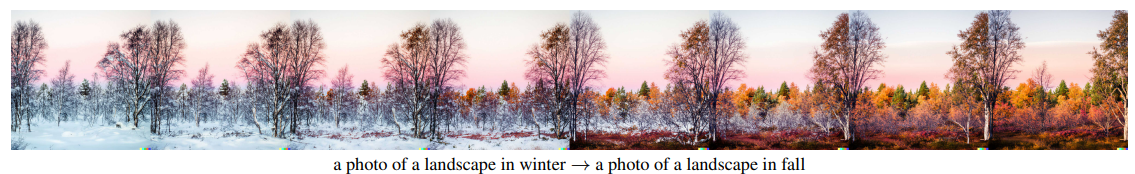 a photo of a landscape in winter → a photo of a landscape in fall